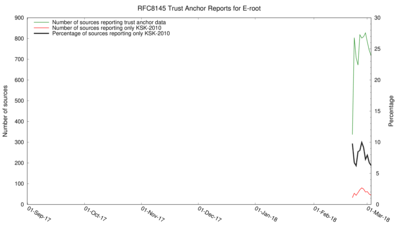 RFC8145 Trust Anchor Reports for E-root
Number of sources reporting trust anchor data
Number of sources reporting only KSK-2010
Percentage of sources reporting only KSK-2010
900
800
700
600
500
400
300
200
100
0
Number of sources
30
25
20
15
10
5
0
Percentage
01-Sep-17
01-Oct-17
01-Nov-17
01-Dec-17
01-Jan-18
01-Feb-18
01-Mar-18